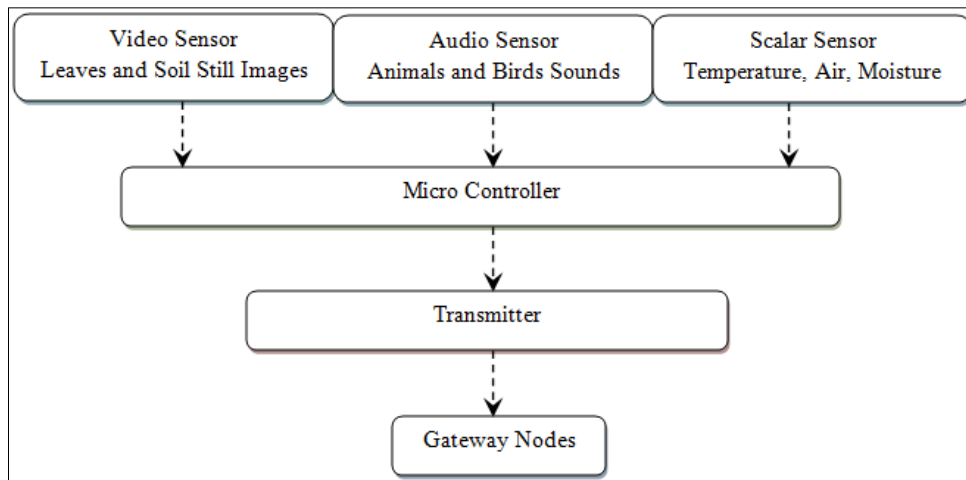 Video Sensor
Leaves and Soil Still Images
Audio Sensor
Animals and Birds Sounds
Scalar Sensor
Temperature, Air, Moisture
Micro Controller
Transmitter
Gateway Nodes